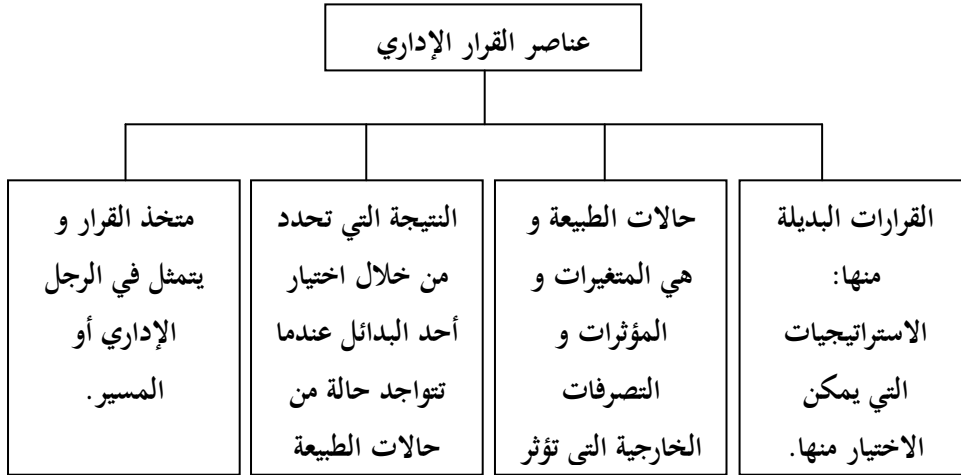 عناصر القرار الإداري
القرارات البديلة
منها:
الاستراتيجيات
التي يمكن
الاختيار منها.
حالات الطبيعة و
هي المتغيرات و
المؤثرات و
التصرفات
الخارجية التي تؤثر
النتيجة التي تحدد
من خلال اختيار
أحد البدائل عندما
تتواجد حالة من
حالات الطبيعة
متخذ القرار و
يتمثل في الرجل
الإداري أو
المسير.